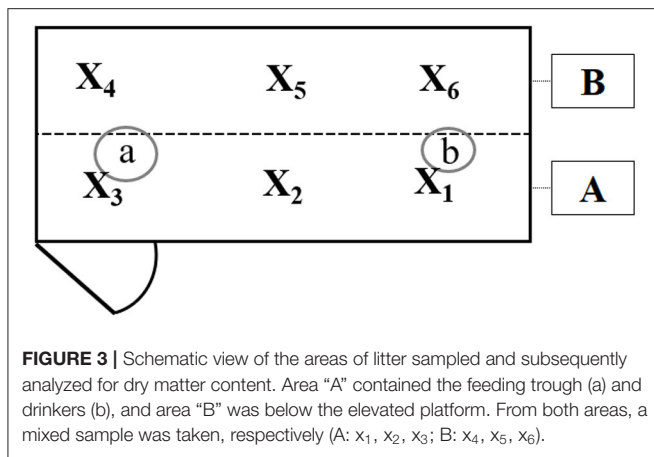 X₄ X₅ X₆ B
a b
X₃ X₂ X₁ A
FIGURE 3 | Schematic view of the areas of litter sampled and subsequently
analyzed for dry matter content. Area “A” contained the feeding trough (a) and
drinkers (b), and area “B” was below the elevated platform. From both areas, a
mixed sample was taken, respectively (A: x₁, x₂, x₃; B: x₄, x₅, x₆).